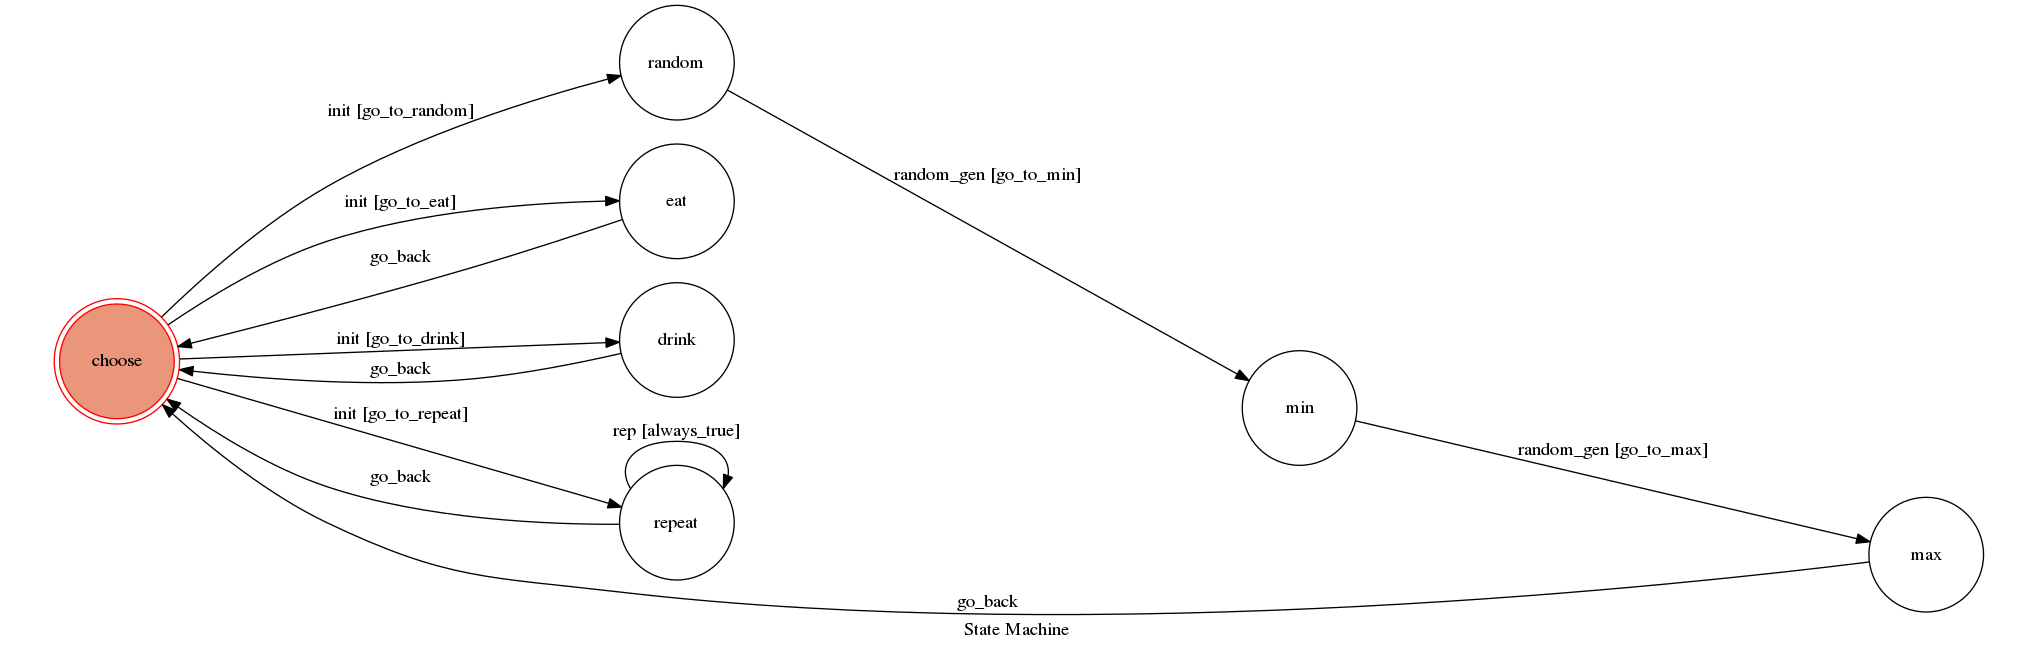 random
init [go_to_random]
random_gen [go_to_min]
init [go_to_eat]
eat
go_back
init [go_to_drink]
drink
choose
go_back
init [go_to_repeat]
min
rep [always_true]
random_gen [go_to_max]
go_back
repeat
max
go_back
State Machine